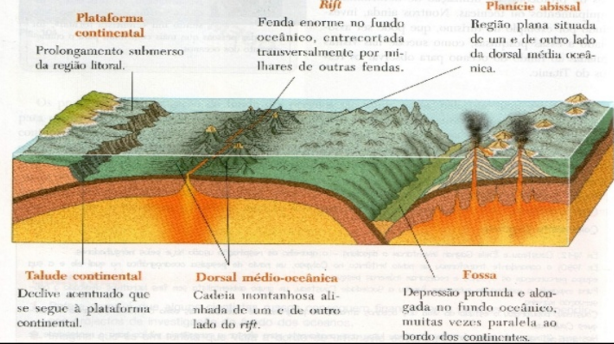 Plataforma
continental
Prolongamento submerso
da região litoral.
Rift
Fenda enorme no fundo
oceânico, entrecortada
transversalmente por mi-
lhares de outras fendas.
Planície abissal
Região plana situada
de um e de outro lado
da dorsal média oceâ-
nica.
Talude continental
Declive acentuado que
se segue à plataforma
continental.
Dorsal médio-oceânica
Cadeia montanhosa ali-
nhada de um e de outro
lado do rift.
Fossa
Depressão profunda e alon-
gada no fundo oceânico,
muitas vezes paralela ao
bordo dos continentes.